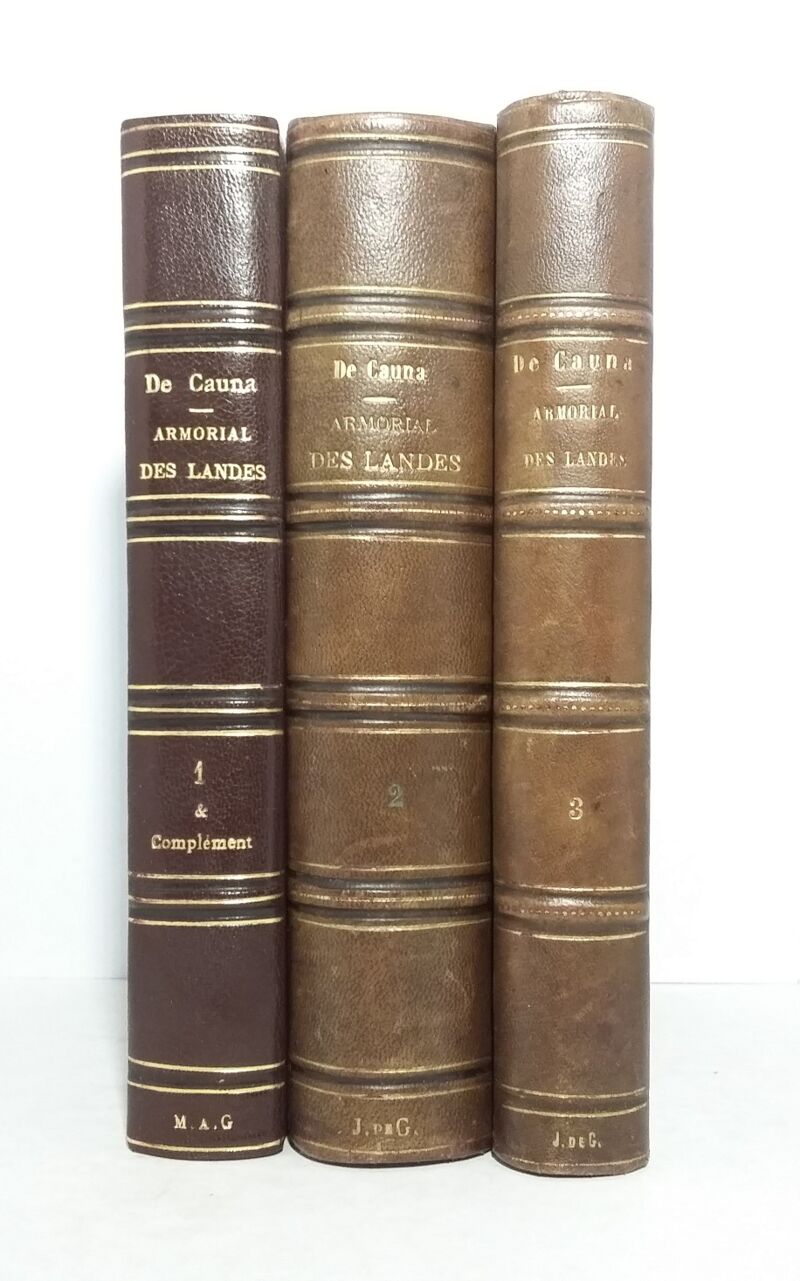 De Cauna
ARMORIAL
DES LANDES
1
&
Complément
M.A.G
De Cauna
ARMORIAL
DES LANDES
2
J. DE G.
De Cauna
ARMORIAL
DES LANDES
3
J. DE G.